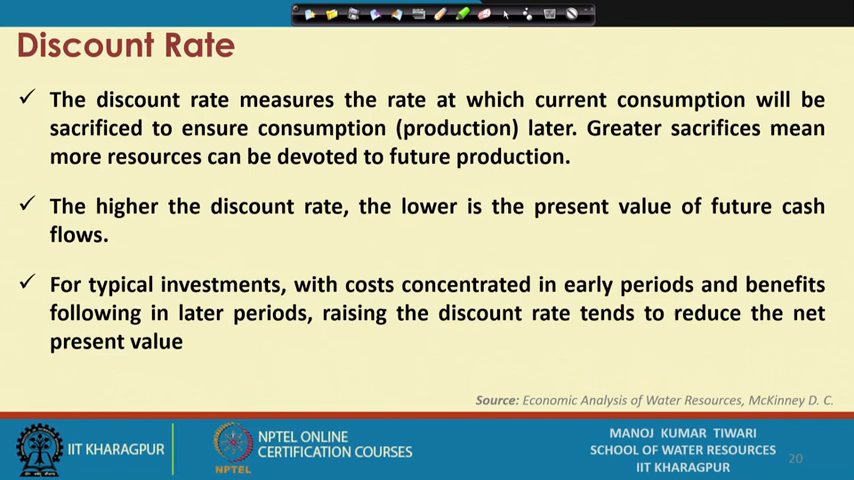 Discount Rate
✓ The discount rate measures the rate at which current consumption will be
sacrificed to ensure consumption (production) later. Greater sacrifices mean
more resources can be devoted to future production.
✓ The higher the discount rate, the lower is the present value of future cash
flows.
✓ For typical investments, with costs concentrated in early periods and benefits
following in later periods, raising the discount rate tends to reduce the net
present value
Source: Economic Analysis of Water Resources, McKinney D. C.
IIT KHARAGPUR
NPTEL
NPTEL ONLINE
CERTIFICATION COURSES
MANOJ KUMAR TIWARI
SCHOOL OF WATER RESOURCES
IIT KHARAGPUR
20